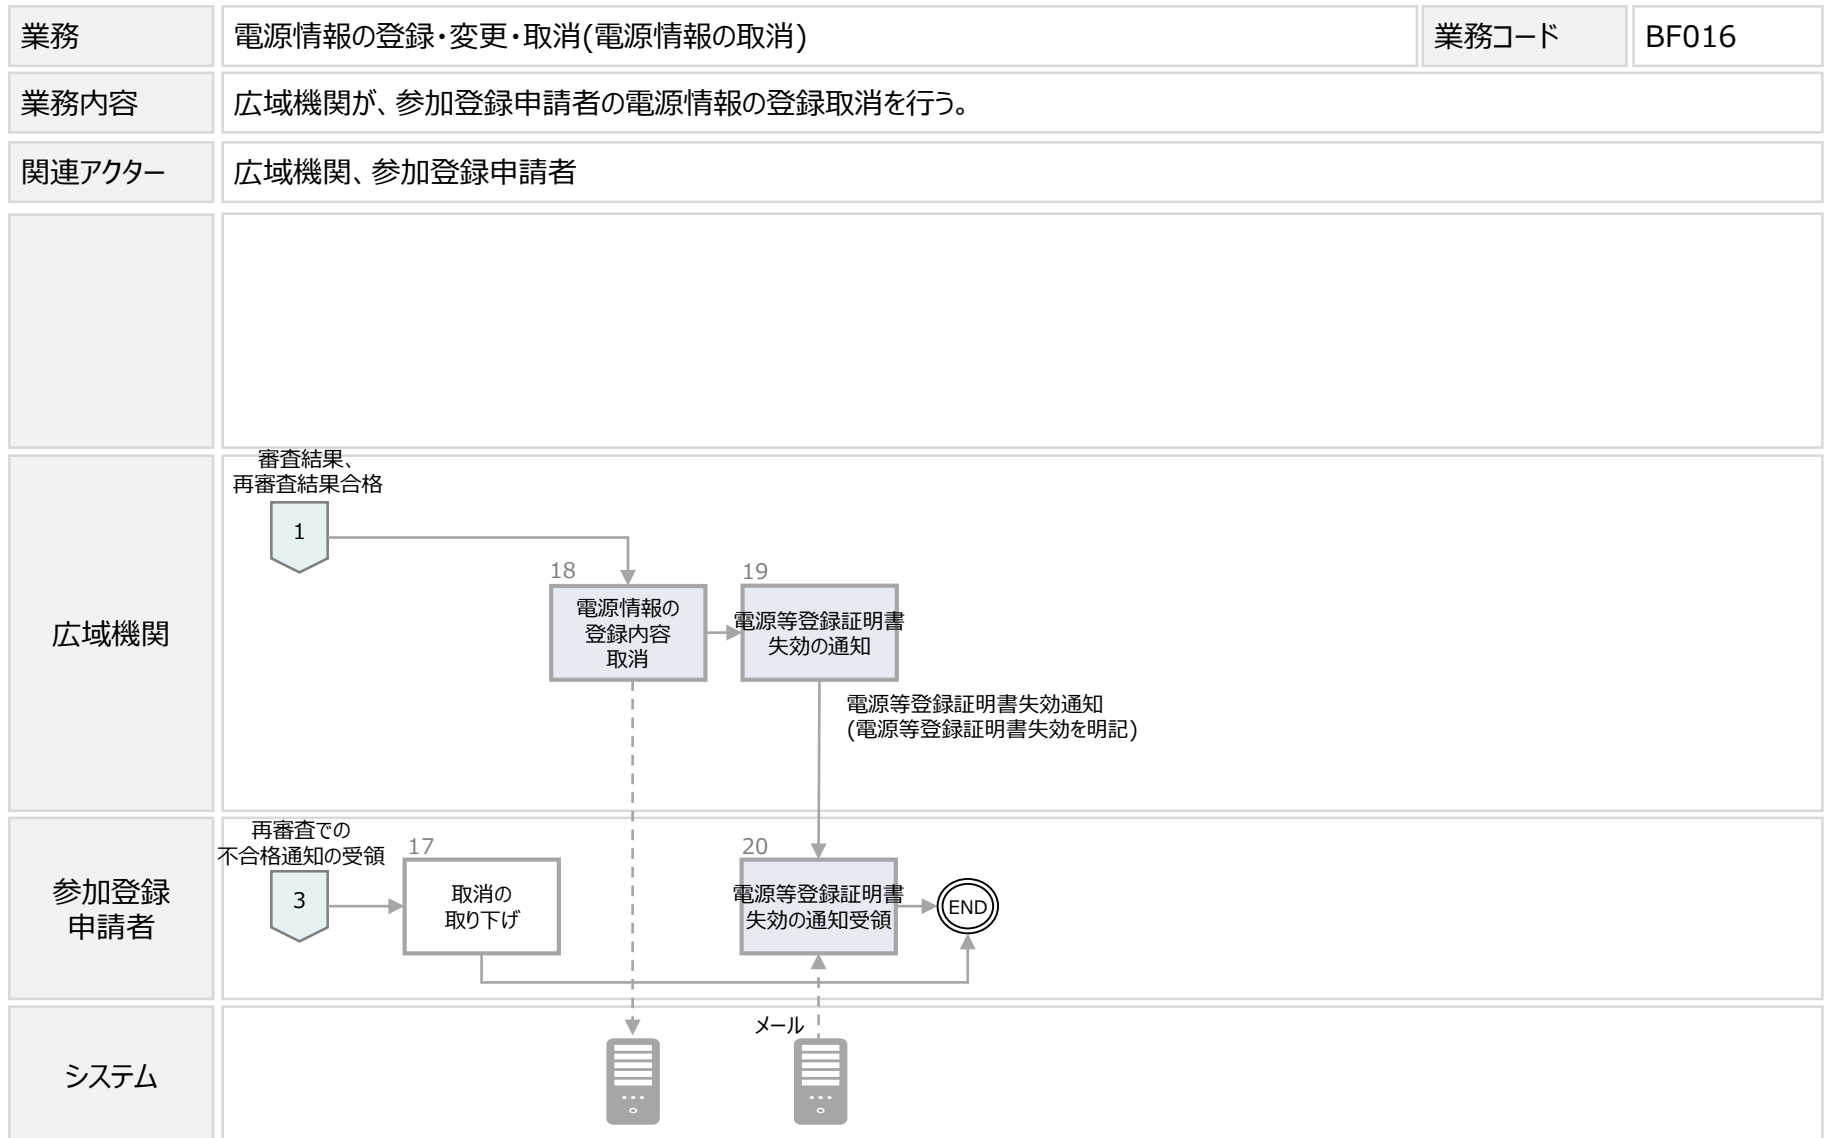 業務
電源情報の登録・変更・取消(電源情報の取消)
業務コード
BF016
業務内容
広域機関が、参加登録申請者の電源情報の登録取消を行う。
関連アクター
広域機関、参加登録申請者
広域機関
審査結果、
再審査結果合格
1
18
電源情報の
登録内容
取消
19
電源等登録証明書
失効の通知
電源等登録証明書失効通知
(電源等登録証明書失効を明記)
参加登録
申請者
再審査での
不合格通知の受領
3
17
取消の
取り下げ
20
電源等登録証明書
失効の通知受領
END
システム
メール